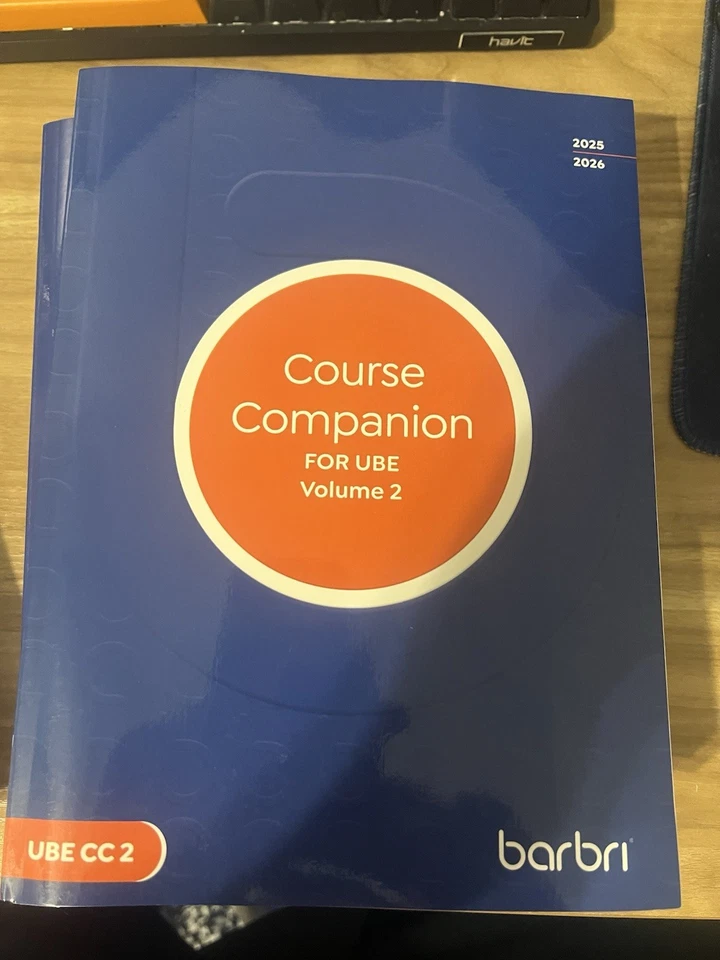 havit
2025
2026
Course
Companion
FOR UBE
Volume 2
UBE CC 2
barbri